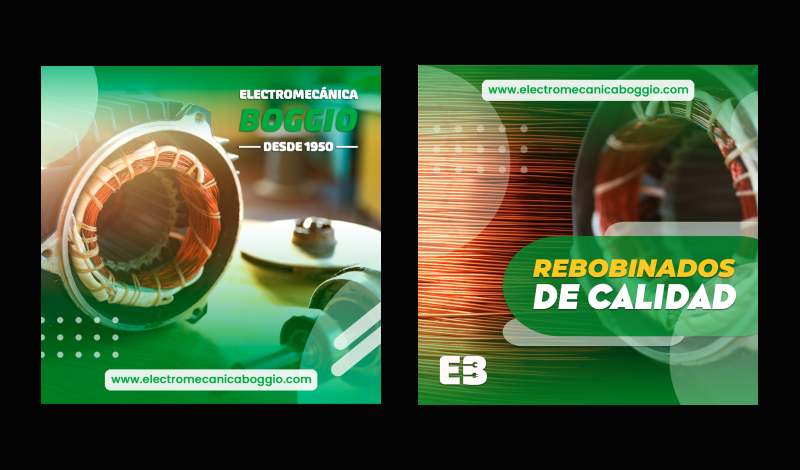 ELECTROMECÁNICA
BOGGIO
DESDE 1950
www.electromecanicaboggio.com
www.electromecanicaboggio.com
REBOBINADOS
DE CALIDAD
EB